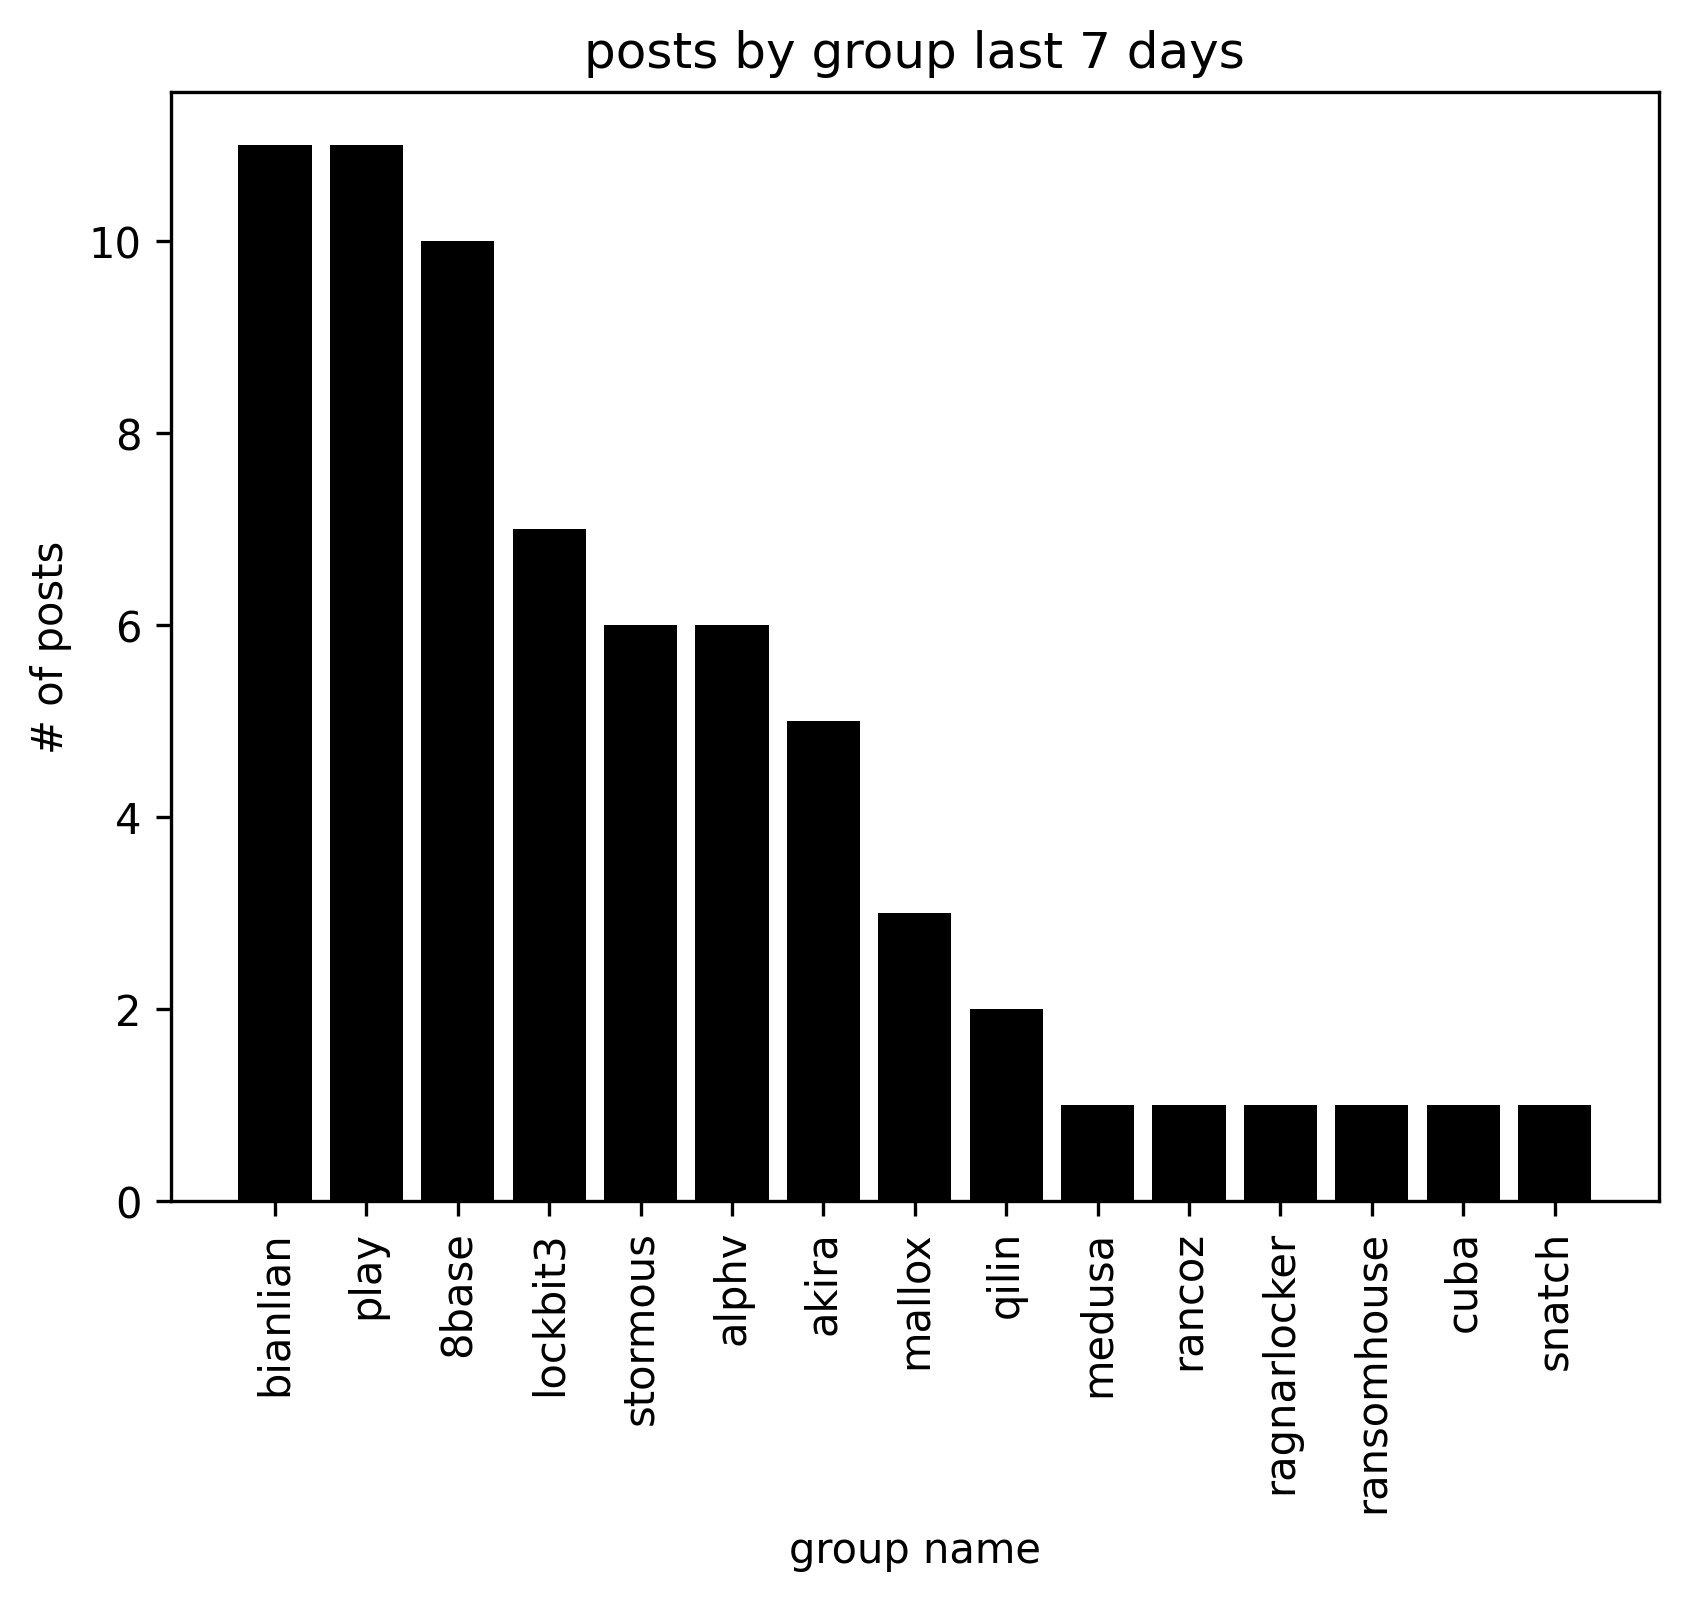 posts by group last 7 days
# of posts
10
8
6
4
2
0
bianlian
play
8base
lockbit3
stormous
alphv
akira
mallox
qilin
medusa
rancoz
ragnarlocker
ransomhouse
cuba
snatch
group name